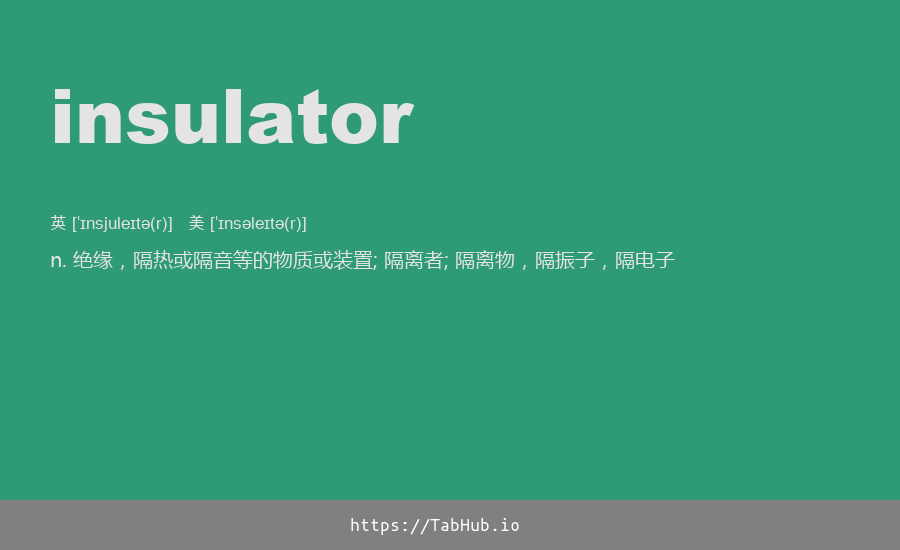 insulator
英 [ˈɪnsjuleɪtə(r)] 美 [ˈɪnsəleɪtə(r)]
n. 绝缘，隔热或隔音等的物质或装置; 隔离者; 隔离物，隔振子，隔电子
https://TabHub.io